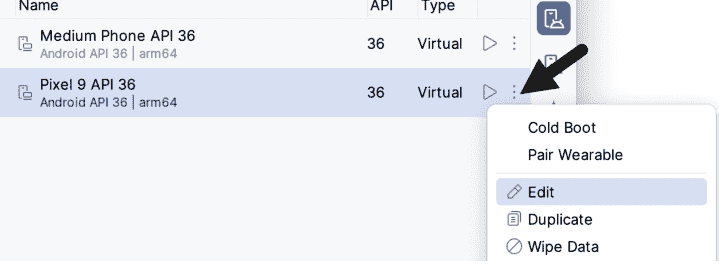 Name API Type
Medium Phone API 36
Android API 36 | arm64
36 Virtual
Pixel 9 API 36
Android API 36 | arm64
36 Virtual
Cold Boot
Pair Wearable
Edit
Duplicate
Wipe Data